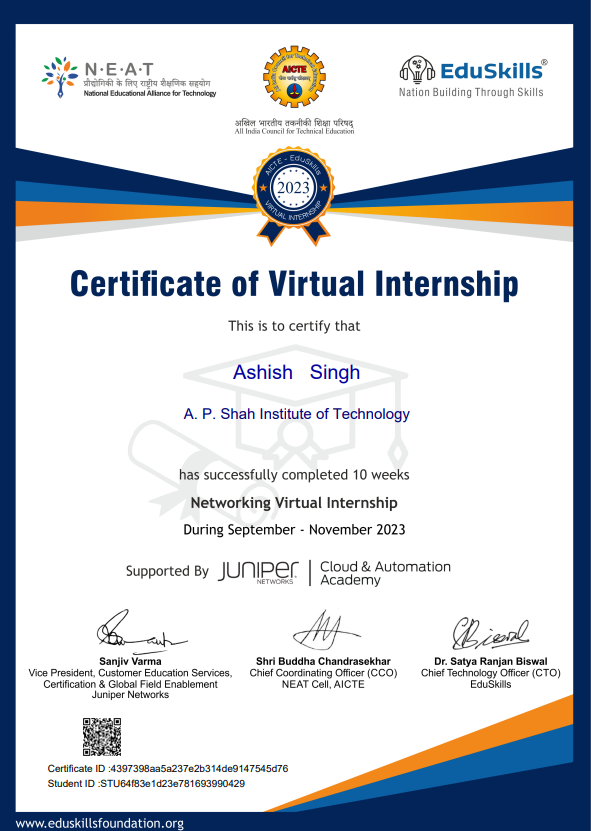 N·E·A·T
प्रौद्योगिकी के लिए राष्ट्रीय शैक्षणिक सहयोग
National Educational Alliance for Technology
AICTE
EduSkills®
Nation Building Through Skills
अखिल भारतीय तकनीकी शिक्षा परिषद्
All India Council for Technical Education
AICTE - EduSkills
2023
VIRTUAL INTERNSHIP
Certificate of Virtual Internship
This is to certify that
Ashish Singh
A. P. Shah Institute of Technology
has successfully completed 10 weeks
Networking Virtual Internship
During September - November 2023
Supported By JUNIPER NETWORKS | Cloud & Automation Academy
Sanjiv Varma
Vice President, Customer Education Services,
Certification & Global Field Enablement
Juniper Networks
Shri Buddha Chandrasekhar
Chief Coordinating Officer (CCO)
NEAT Cell, AICTE
Dr. Satya Ranjan Biswal
Chief Technology Officer (CTO)
EduSkills
Certificate ID :4397398aa5a237e2b314de9147545d76
Student ID :STU64f83e1d23e781693990429
www.eduskillsfoundation.org